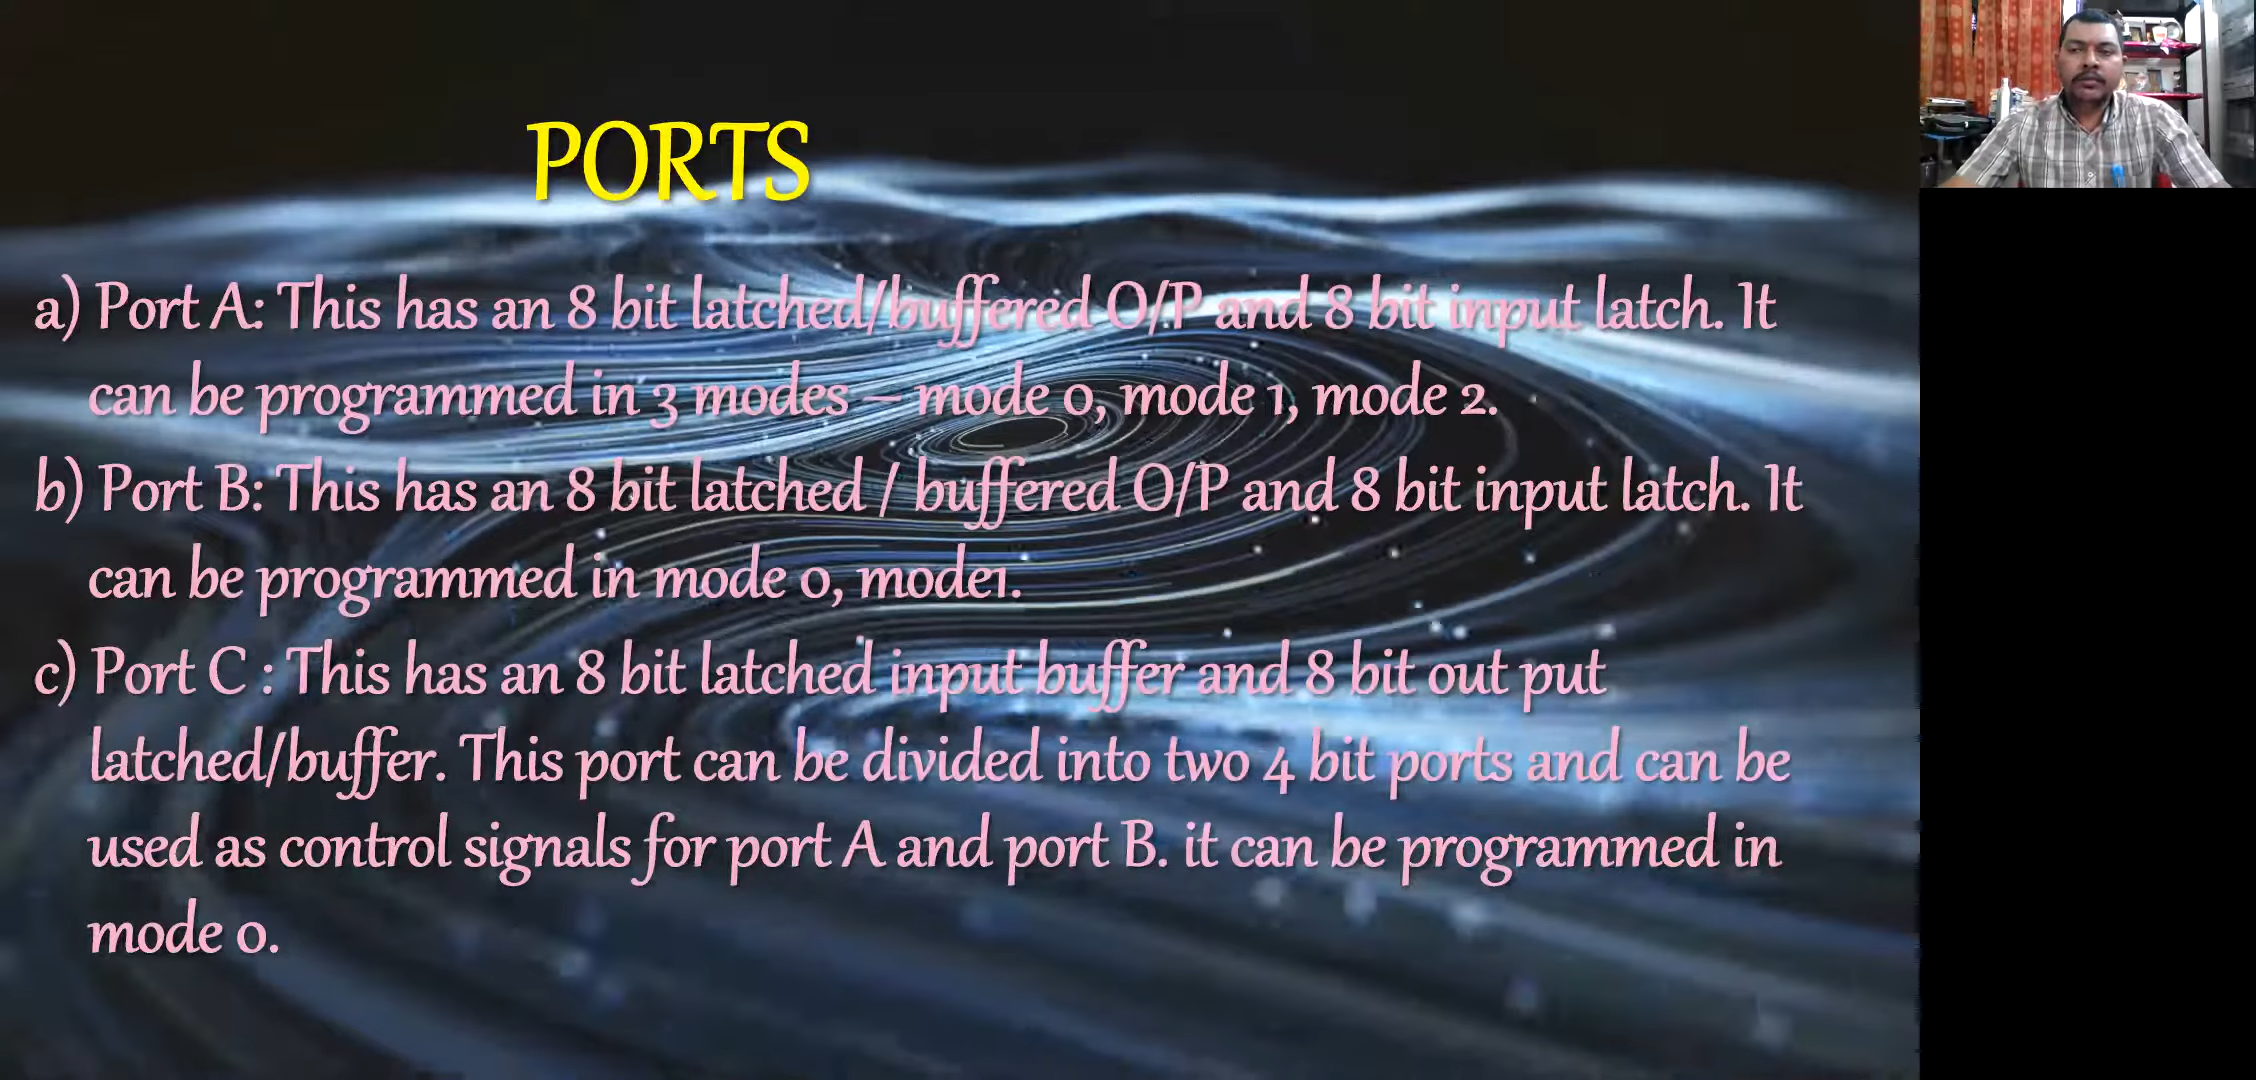 PORTS
a) Port A: This has an 8 bit latched/buffered O/P and 8 bit input latch. It
can be programmed in 3 modes – mode 0, mode 1, mode 2.
b) Port B: This has an 8 bit latched / buffered O/P and 8 bit input latch. It
can be programmed in mode 0, mode1.
c) Port C : This has an 8 bit latched input buffer and 8 bit out put
latched/buffer. This port can be divided into two 4 bit ports and can be
used as control signals for port A and port B. it can be programmed in
mode 0.